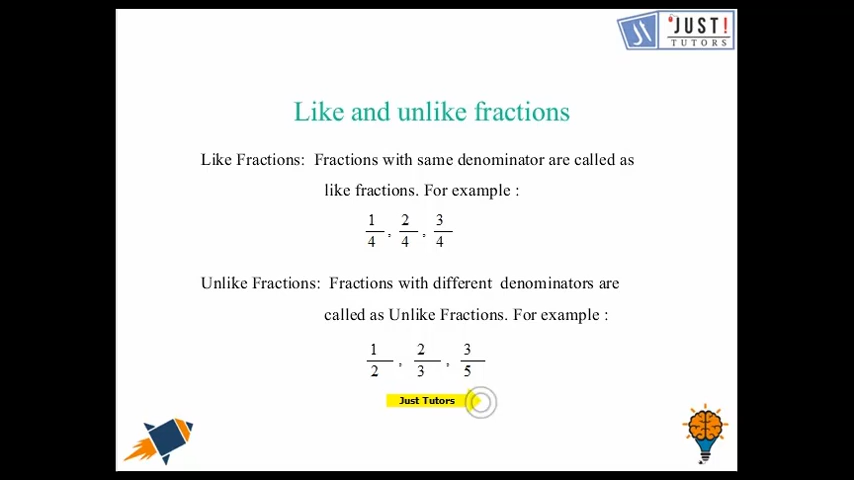 JUST!
TUTORS
Like and unlike fractions
Like Fractions: Fractions with same denominator are called as
like fractions. For example :
1/4 , 2/4 , 3/4
Unlike Fractions: Fractions with different denominators are
called as Unlike Fractions. For example :
1/2 , 2/3 , 3/5
Just Tutors